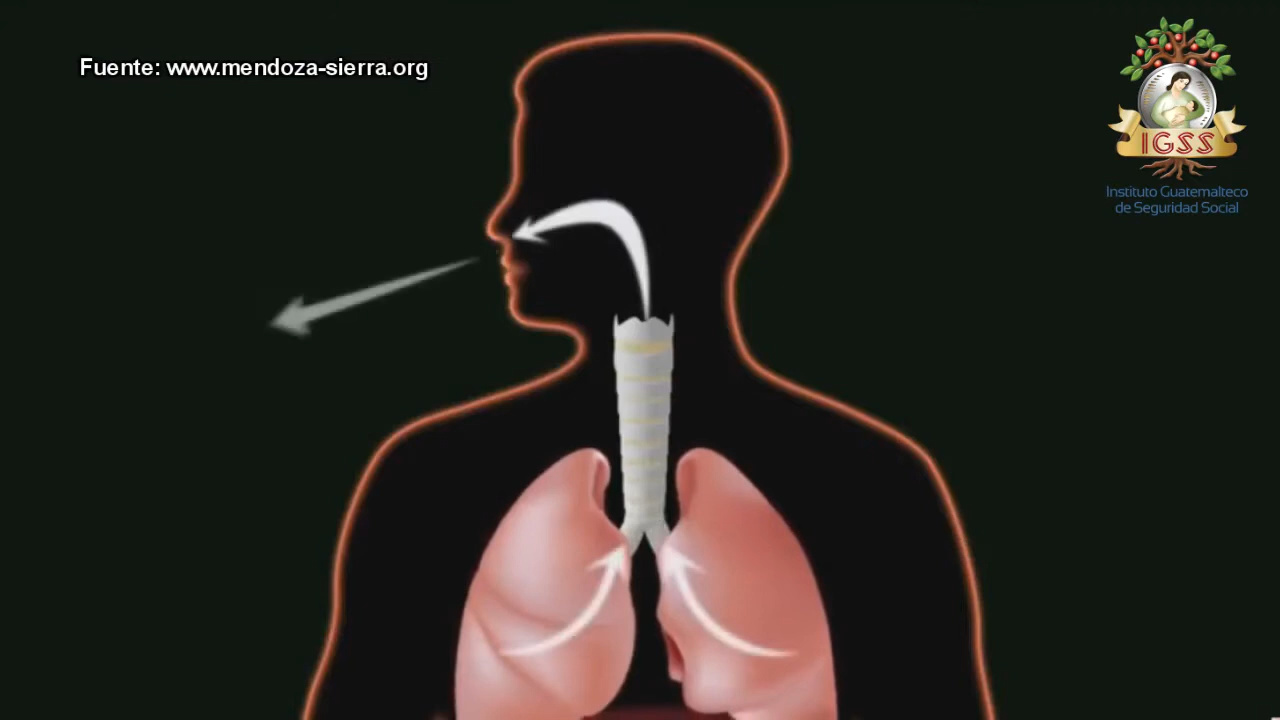 Fuente: www.mendoza-sierra.org
IGSS
Instituto Guatemalteco
de Seguridad Social